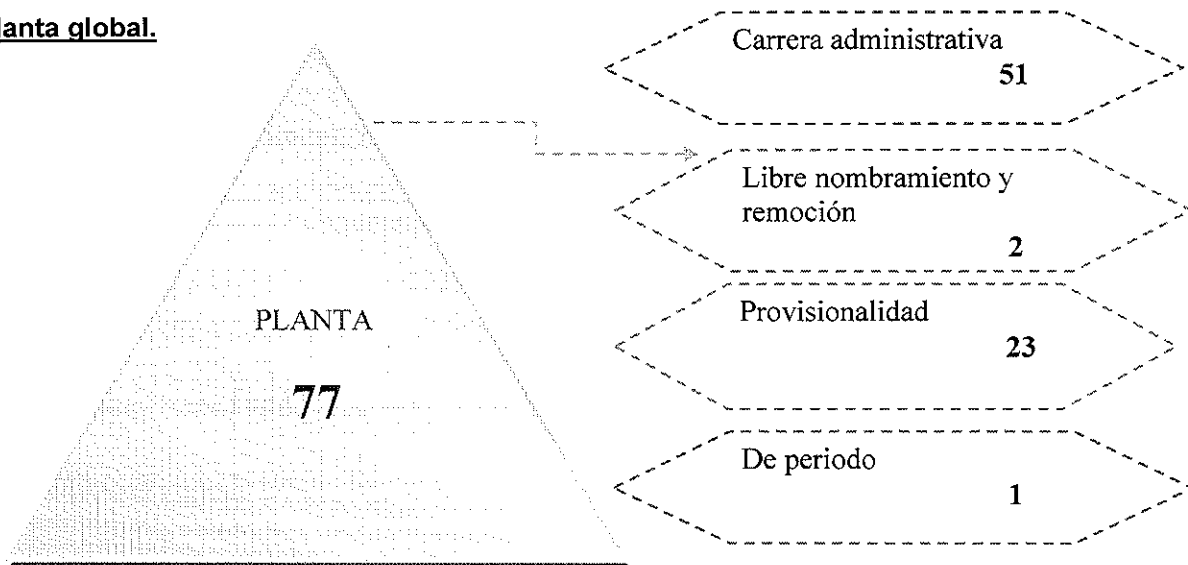 lanta global.
PLANTA
77
Carrera administrativa
51
Libre nombramiento y
remoción
2
Provisionalidad
23
De periodo
1